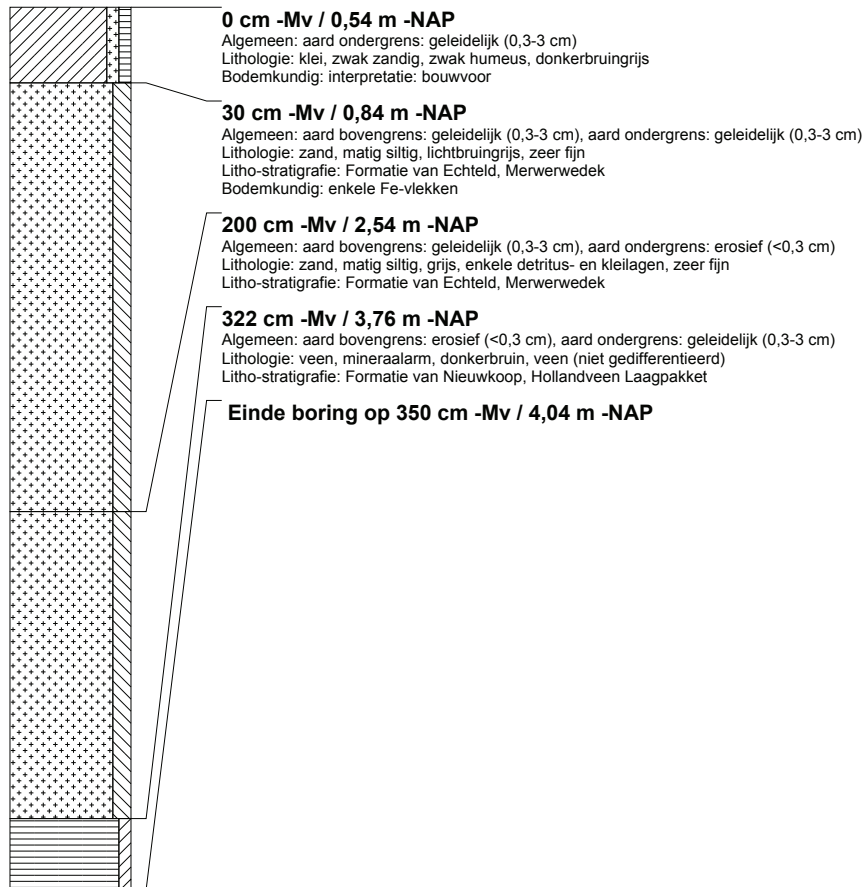 0 cm -Mv / 0,54 m -NAP
Algemeen: aard ondergrens: geleidelijk (0,3-3 cm)
Lithologie: klei, zwak zandig, zwak humeus, donkerbruingrijs
Bodemkundig: interpretatie: bouwvoor
30 cm -Mv / 0,84 m -NAP
Algemeen: aard bovengrens: geleidelijk (0,3-3 cm), aard ondergrens: geleidelijk (0,3-3 cm)
Lithologie: zand, matig siltig, lichtbruingrijs, zeer fijn
Litho-stratigrafie: Formatie van Echteld, Merwerwedek
Bodemkundig: enkele Fe-vlekken
200 cm -Mv / 2,54 m -NAP
Algemeen: aard bovengrens: geleidelijk (0,3-3 cm), aard ondergrens: erosief (<0,3 cm)
Lithologie: zand, matig siltig, grijs, enkele detritus- en kleilagen, zeer fijn
Litho-stratigrafie: Formatie van Echteld, Merwerwedek
322 cm -Mv / 3,76 m -NAP
Algemeen: aard bovengrens: erosief (<0,3 cm), aard ondergrens: geleidelijk (0,3-3 cm)
Lithologie: veen, mineraalarm, donkerbruin, veen (niet gedifferentieerd)
Litho-stratigrafie: Formatie van Nieuwkoop, Hollandveen Laagpakket
Einde boring op 350 cm -Mv / 4,04 m -NAP